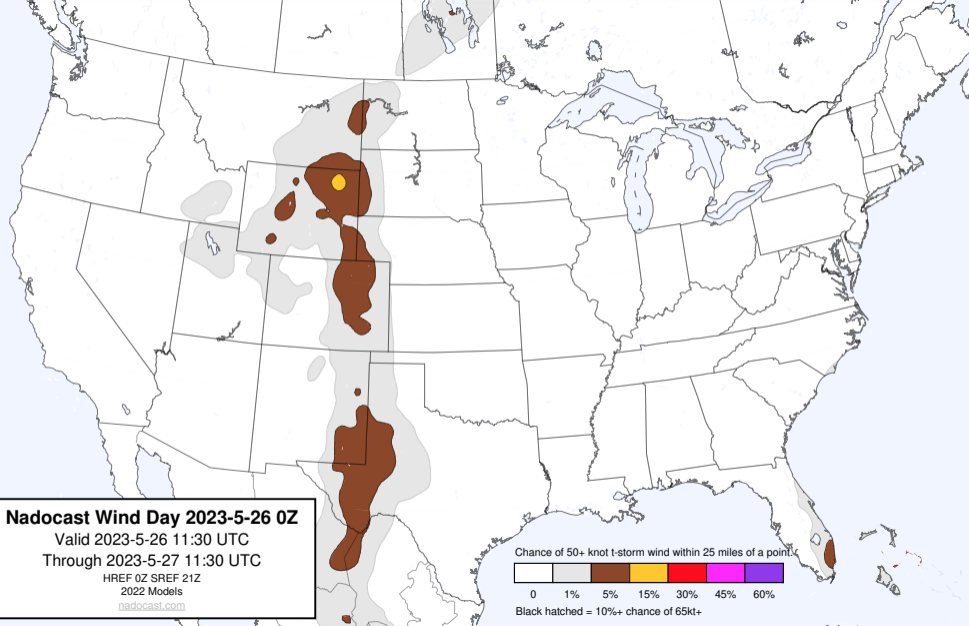 Nadocast Wind Day 2023-5-26 0Z
Valid 2023-5-26 11:30 UTC
Through 2023-5-27 11:30 UTC
HREF 0Z SREF 21Z
2022 Models
nadocast.com
Chance of 50+ knot t-storm wind within 25 miles of a point.
0 1% 5% 15% 30% 45% 60%
Black hatched = 10%+ chance of 65kt+